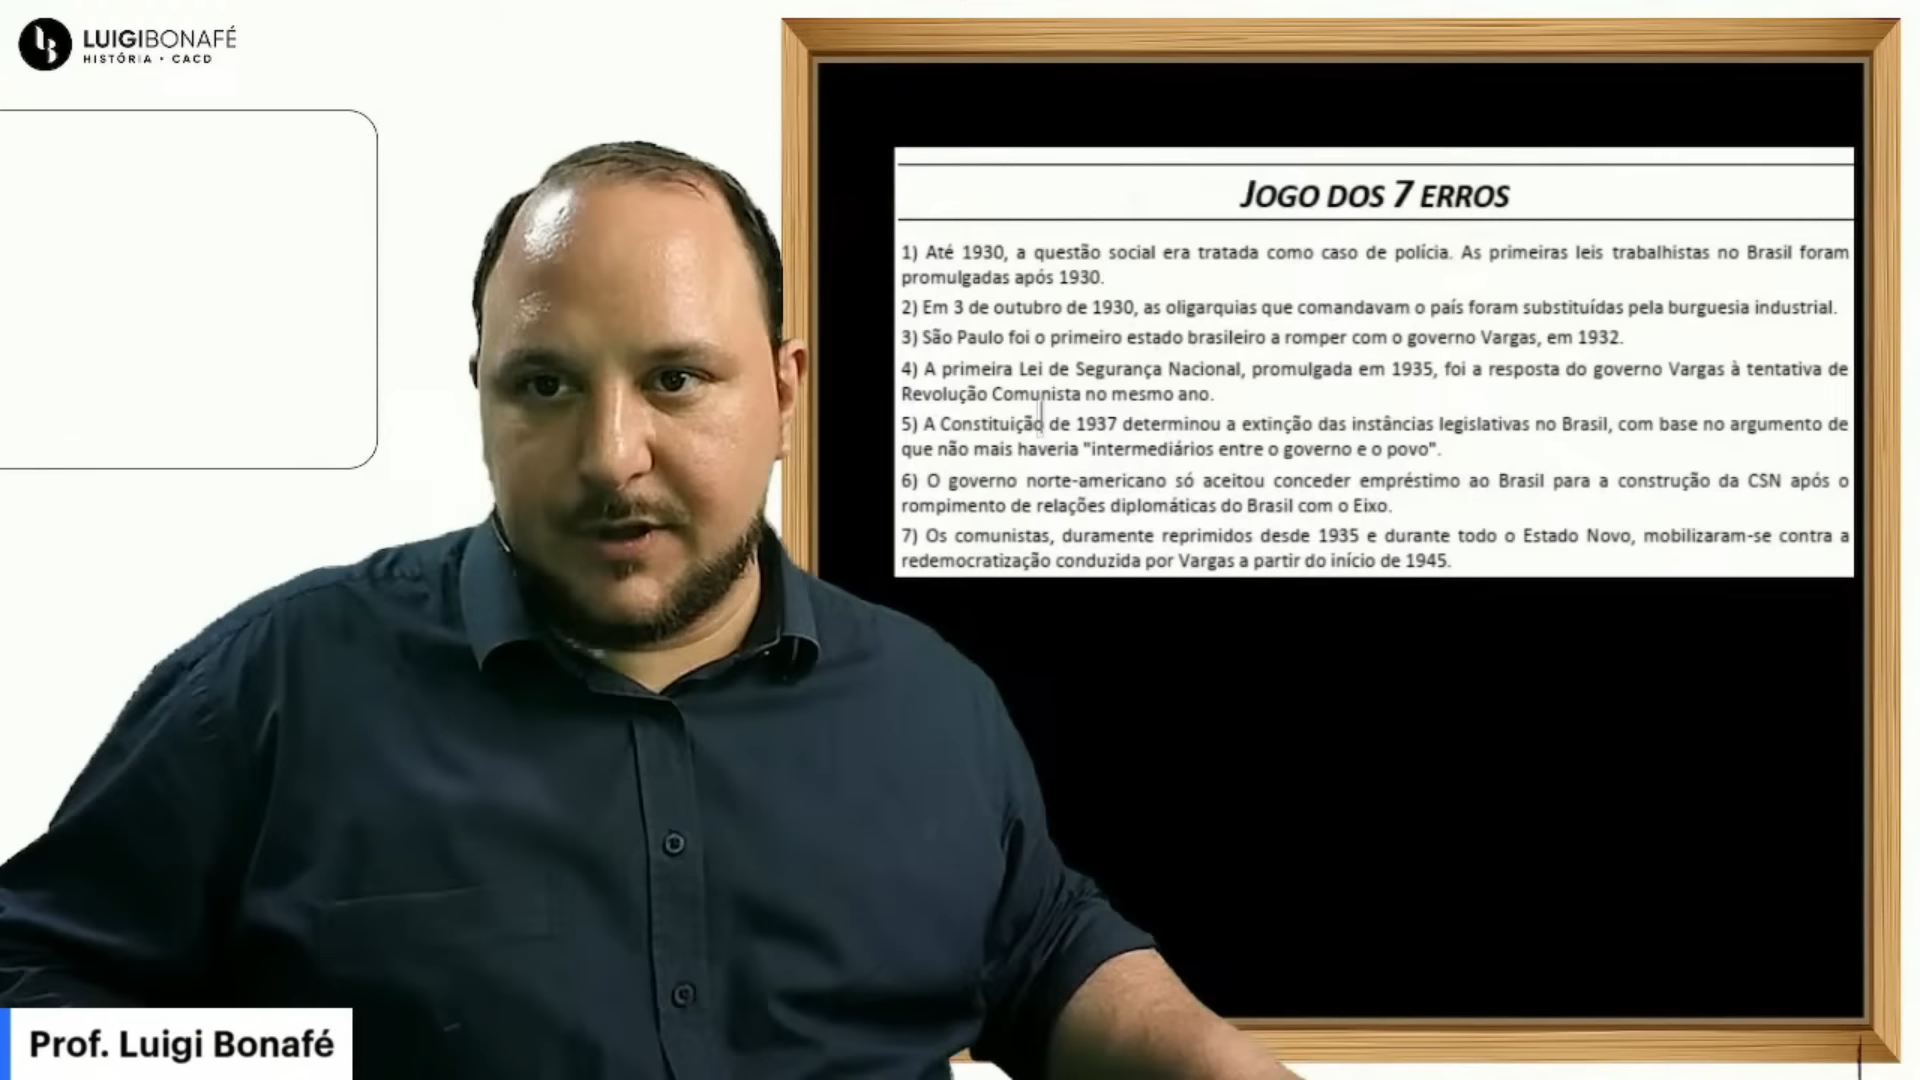 LUIGIBONAFÉ
HISTÓRIA • CACD
JOGO DOS 7 ERROS
1) Até 1930, a questão social era tratada como caso de polícia. As primeiras leis trabalhistas no Brasil foram
promulgadas após 1930.
2) Em 3 de outubro de 1930, as oligarquias que comandavam o país foram substituídas pela burguesia industrial.
3) São Paulo foi o primeiro estado brasileiro a romper com o governo Vargas, em 1932.
4) A primeira Lei de Segurança Nacional, promulgada em 1935, foi a resposta do governo Vargas à tentativa de
Revolução Comunista no mesmo ano.
5) A Constituição de 1937 determinou a extinção das instâncias legislativas no Brasil, com base no argumento de
que não mais haveria "intermediários entre o governo e o povo".
6) O governo norte-americano só aceitou conceder empréstimo ao Brasil para a construção da CSN após o
rompimento de relações diplomáticas do Brasil com o Eixo.
7) Os comunistas, duramente reprimidos desde 1935 e durante todo o Estado Novo, mobilizaram-se contra a
redemocratização conduzida por Vargas a partir do início de 1945.
Prof. Luigi Bonafé